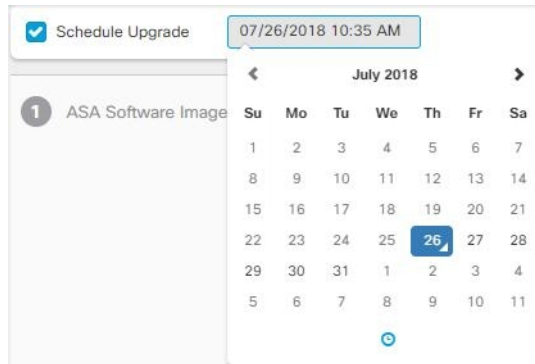 Schedule Upgrade 07/26/2018 10:35 AM
July 2018
1 ASA Software Image
Su Mo Tu We Th Fr Sa
1 2 3 4 5 6 7
8 9 10 11 12 13 14
15 16 17 18 19 20 21
22 23 24 25 26 27 28
29 30 31 1 2 3 4
5 6 7 8 9 10 11